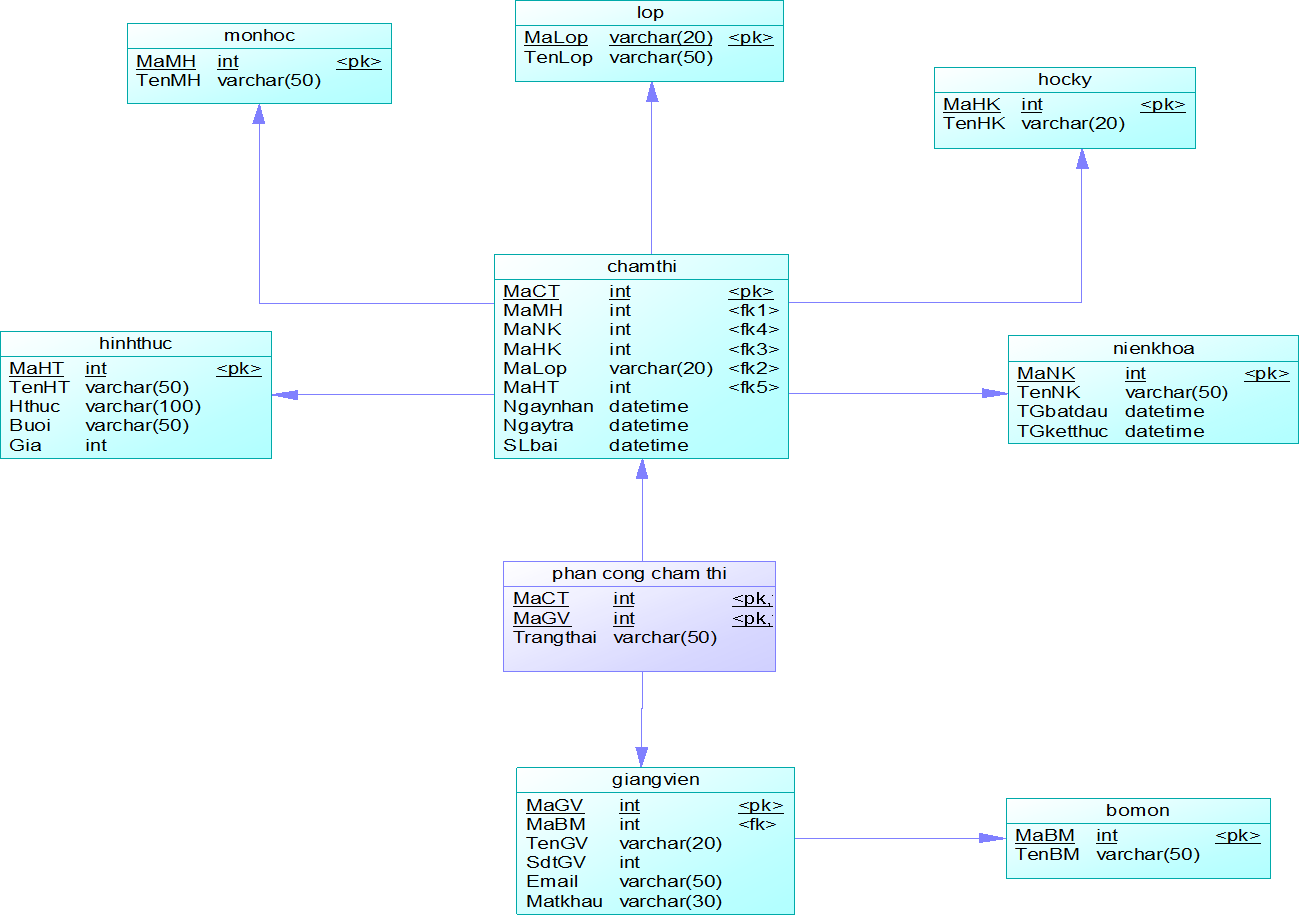 monhoc
MaMH int <pk>
TenMH varchar(50)
lop
MaLop varchar(20) <pk>
TenLop varchar(50)
hocky
MaHK int <pk>
TenHK varchar(20)
chamthi
MaCT int <pk>
MaMH int <fk1>
MaNK int <fk4>
MaHK int <fk3>
MaLop varchar(20) <fk2>
MaHT int <fk5>
Ngaynhan datetime
Ngaytra datetime
SLbai datetime
hinhthuc
MaHT int <pk>
TenHT varchar(50)
Hthuc varchar(100)
Buoi varchar(50)
Gia int
nienkhoa
MaNK int <pk>
TenNK varchar(50)
TGbatdau datetime
TGketthuc datetime
phan cong cham thi
MaCT int <pk,
MaGV int <pk,
Trangthai varchar(50)
giangvien
MaGV int <pk>
MaBM int <fk>
TenGV varchar(20)
SdtGV int
Email varchar(50)
Matkhau varchar(30)
bomon
MaBM int <pk>
TenBM varchar(50)